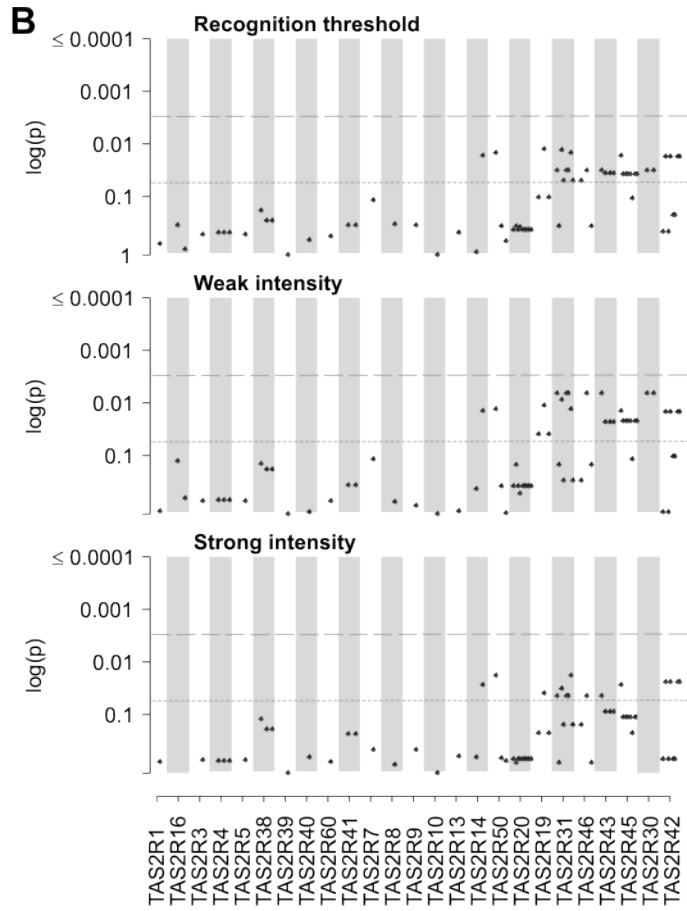 B
Recognition threshold
≤ 0.0001
0.001
0.01
0.1
1
log(p)
Weak intensity
≤ 0.0001
0.001
0.01
0.1
log(p)
Strong intensity
≤ 0.0001
0.001
0.01
0.1
log(p)
TAS2R1
TAS2R16
TAS2R3
TAS2R4
TAS2R5
TAS2R38
TAS2R39
TAS2R40
TAS2R60
TAS2R41
TAS2R7
TAS2R8
TAS2R9
TAS2R10
TAS2R13
TAS2R14
TAS2R50
TAS2R20
TAS2R19
TAS2R31
TAS2R46
TAS2R43
TAS2R45
TAS2R30
TAS2R42